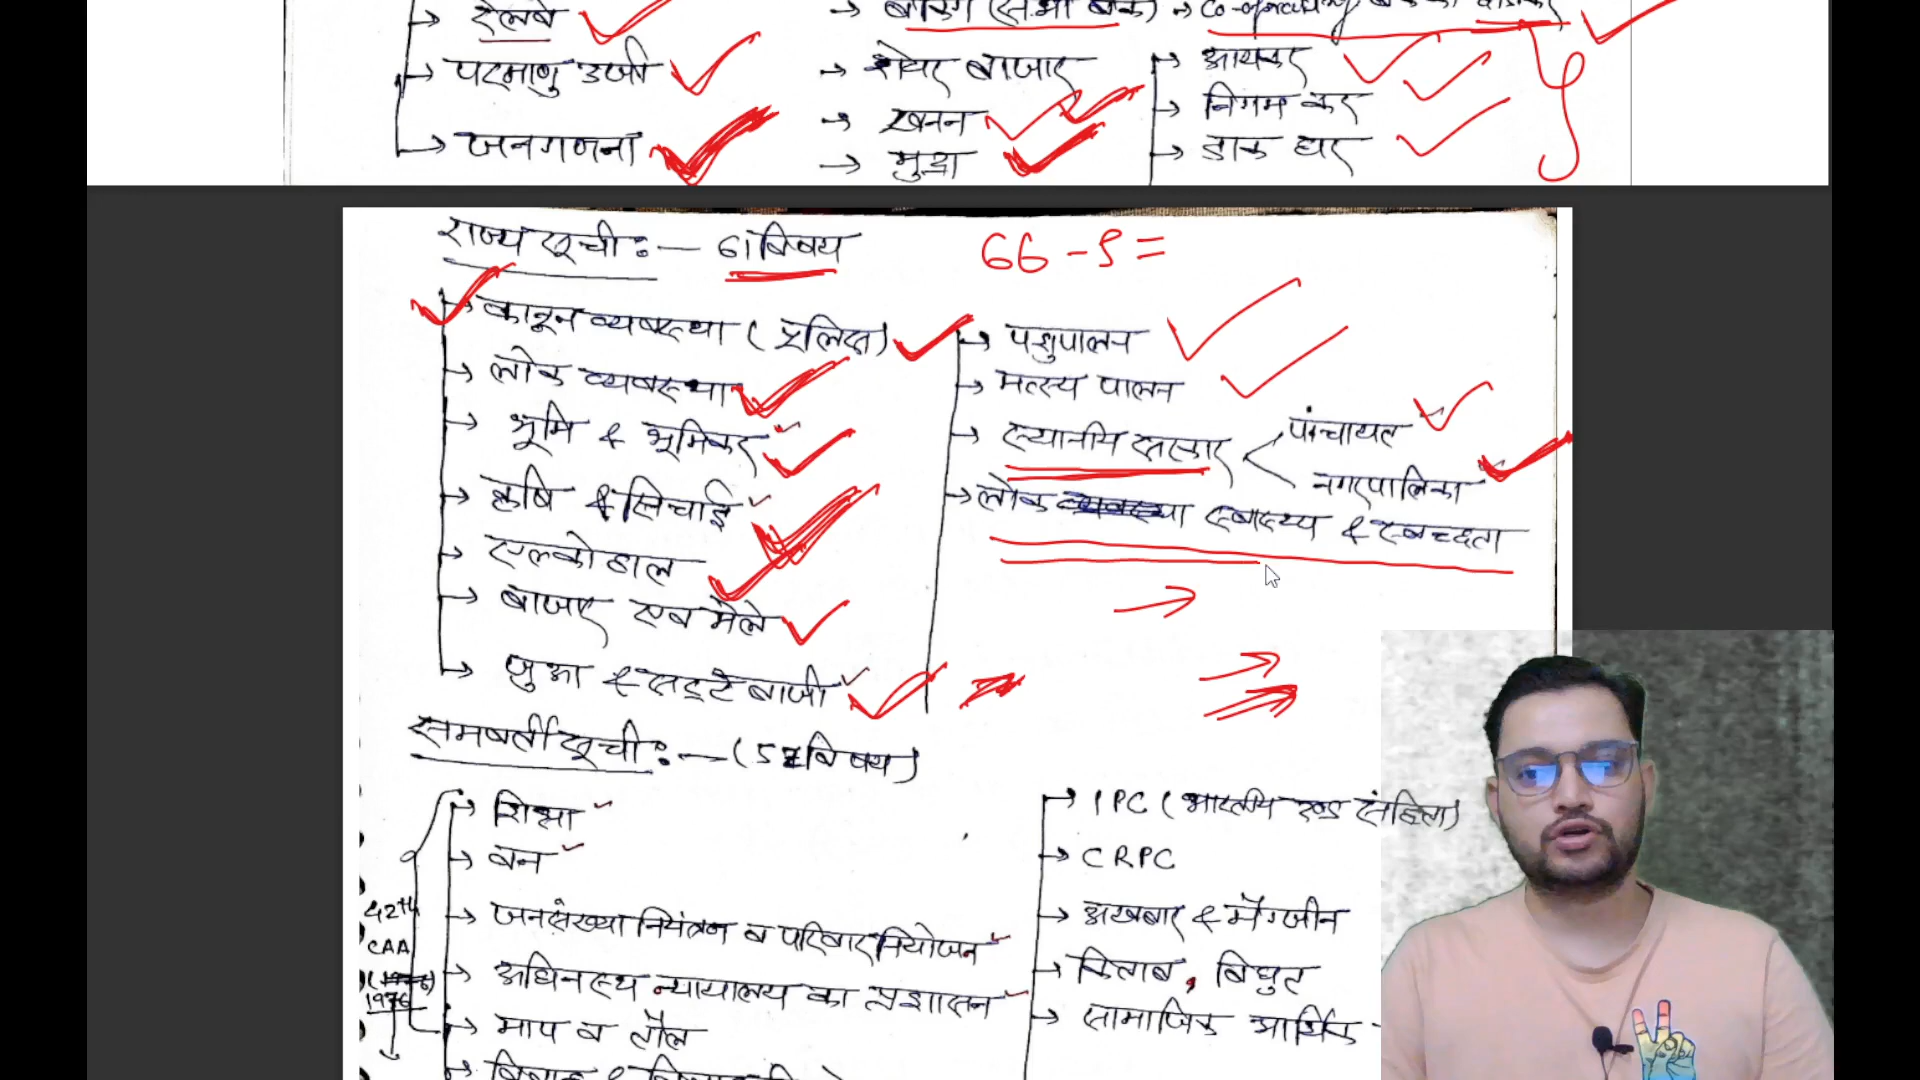 → रेलवे
→ परमाणु ऊर्जा
→ जनगणना
→ शेयर बाजार
→ खनन
→ मुद्रा
→ आयकर
→ निगम कर
→ डाक घर
राज्य सूची :— 61 विषय
66 - 5 =
→ कानून व्यवस्था (पुलिस)
→ लोक व्यवस्था
→ भूमि & भूमिकर
→ कृषि & सिंचाई
→ एल्कोहाल
→ बाजार एवं मेले
→ जुआ & सट्टेबाजी
→ पशुपालन
→ मत्स्य पालन
→ स्थानीय सरकार < पंचायत
नगरपालिका
→ लोक स्वास्थ्य & स्वच्छता
समवर्ती सूची :— (52 विषय)
→ शिक्षा
→ वन
→ जनसंख्या नियंत्रण व परिवार नियोजन
→ अधिनस्थ न्यायालय का प्रशासन
→ माप व तौल
42th
CAA
1976
→ IPC (भारतीय दण्ड संहिता)
→ CRPC
→ अखबार & मैग्जीन
→ किताब, विघुत
→ सामाजिक आर्थिक